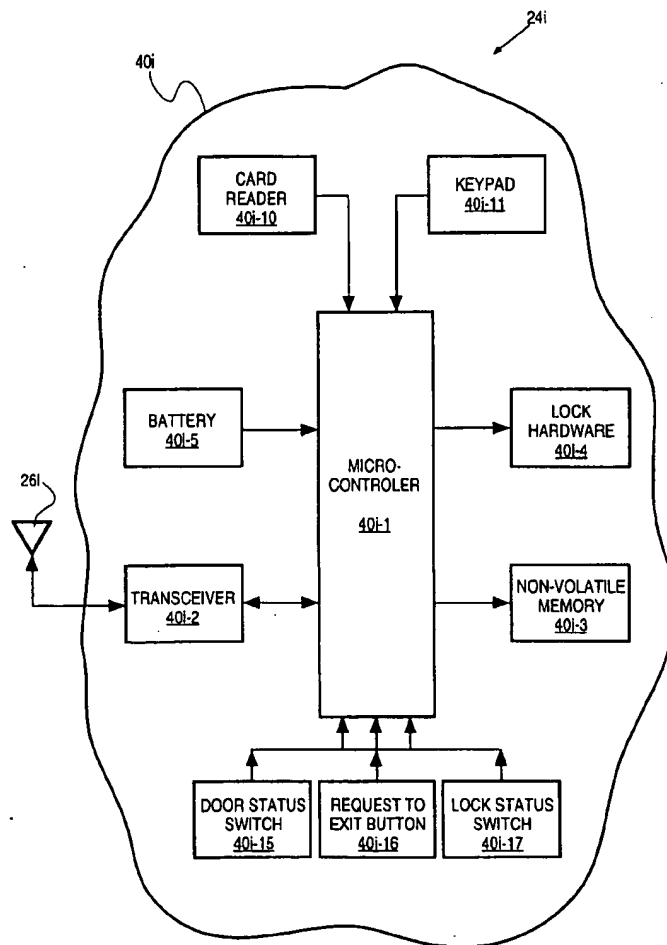 24i
40i
CARD
READER
40i-10
KEYPAD
40i-11
BATTERY
40i-5
LOCK
HARDWARE
40i-4
MICRO-
CONTROLER
40i-1
26i
TRANSCEIVER
40i-2
NON-VOLATILE
MEMORY
40i-3
DOOR STATUS
SWITCH
40i-15
REQUEST TO
EXIT BUTTON
40i-16
LOCK STATUS
SWITCH
40i-17